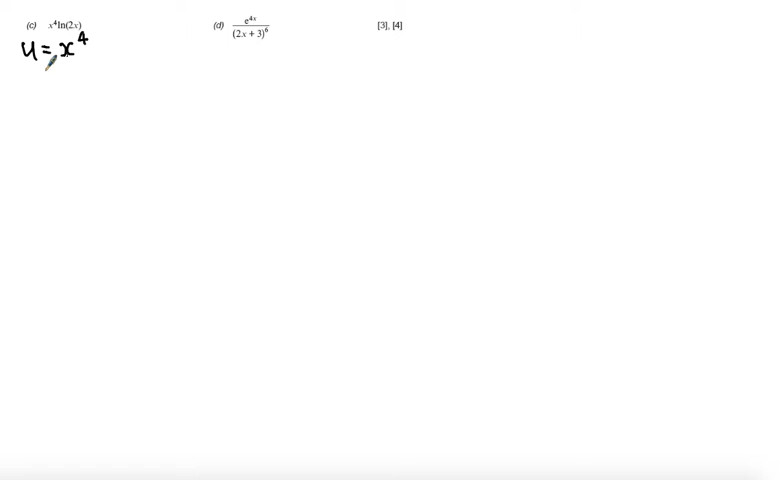 (c) x⁴ln(2x) (d) e⁴ˣ/(2x + 3)⁶ [3], [4]
u = x⁴